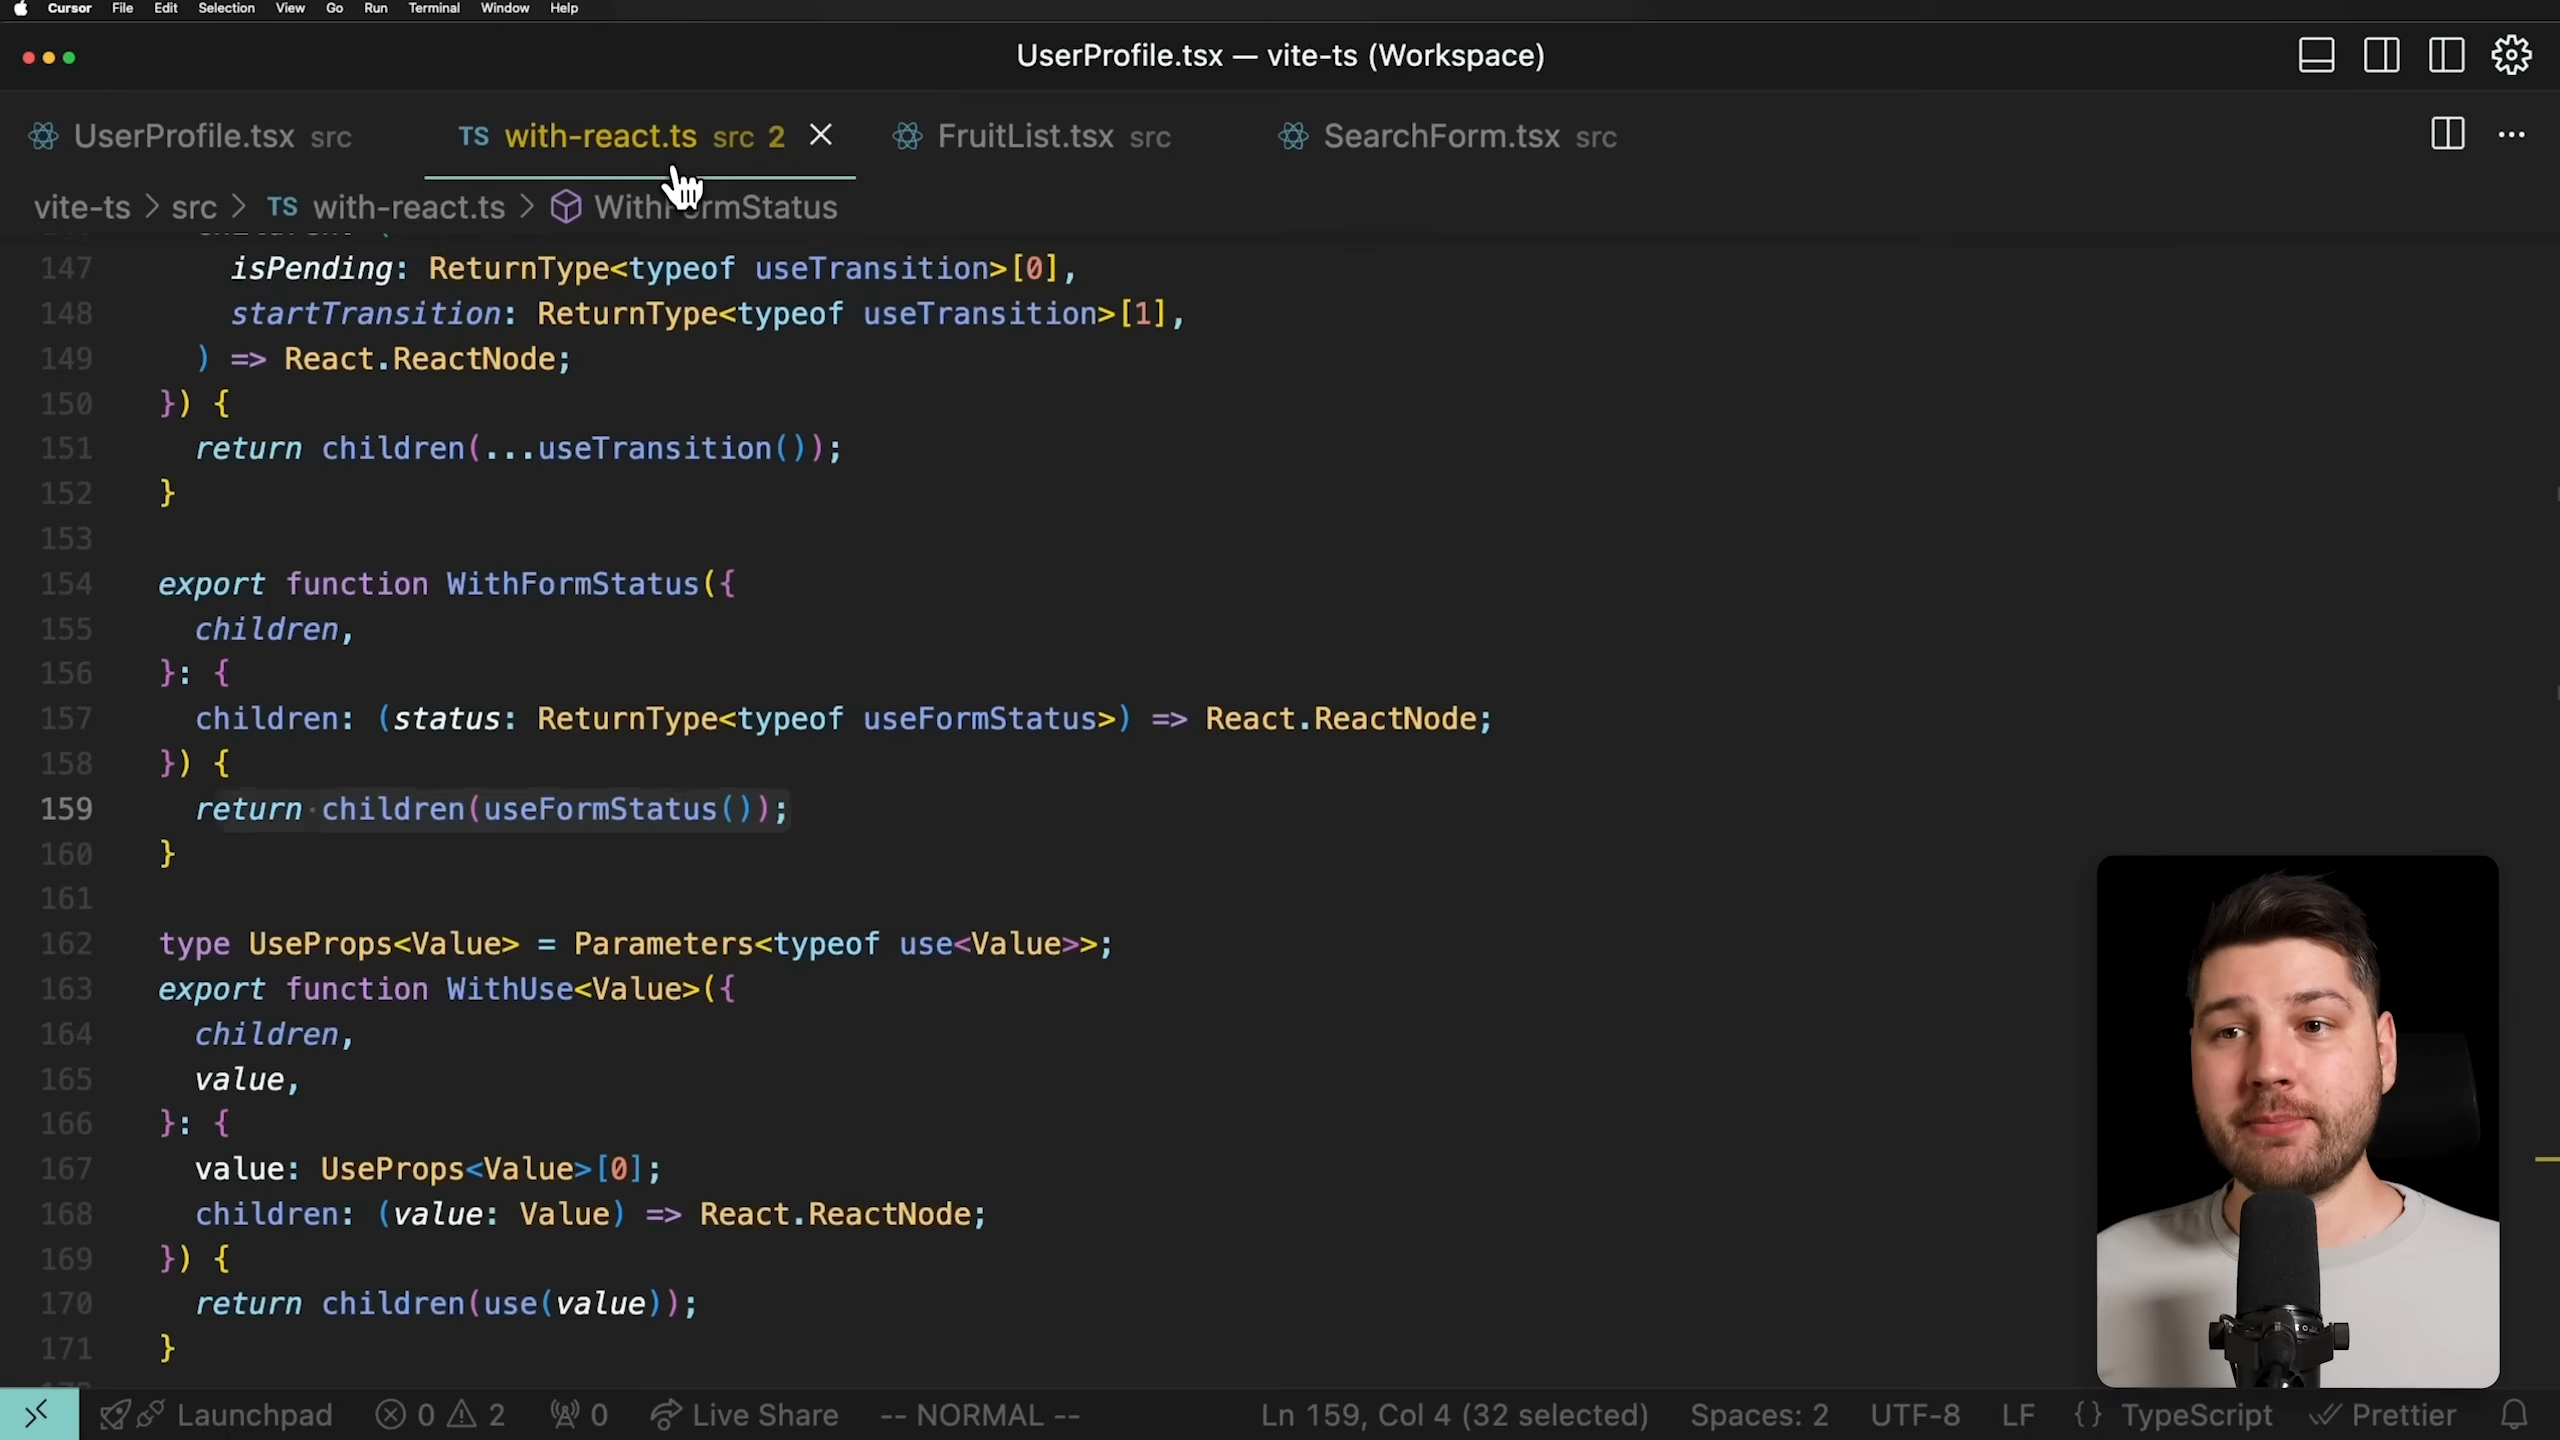 Cursor File Edit Selection View Go Run Terminal Window Help
UserProfile.tsx — vite-ts (Workspace)
UserProfile.tsx src TS with-react.ts src 2 FruitList.tsx src SearchForm.tsx src
vite-ts > src > TS with-react.ts > WithFormStatus
147 isPending: ReturnType<typeof useTransition>[0],
148 startTransition: ReturnType<typeof useTransition>[1],
149 ) => React.ReactNode;
150 }) {
151 return children(...useTransition());
152 }
153
154 export function WithFormStatus({
155 children,
156 }: {
157 children: (status: ReturnType<typeof useFormStatus>) => React.ReactNode;
158 }) {
159 return children(useFormStatus());
160 }
161
162 type UseProps<Value> = Parameters<typeof use<Value>>;
163 export function WithUse<Value>({
164 children,
165 value,
166 }: {
167 value: UseProps<Value>[0];
168 children: (value: Value) => React.ReactNode;
169 }) {
170 return children(use(value));
171 }
Launchpad 0 2 0 Live Share -- NORMAL -- Ln 159, Col 4 (32 selected) Spaces: 2 UTF-8 LF {} TypeScript Prettier